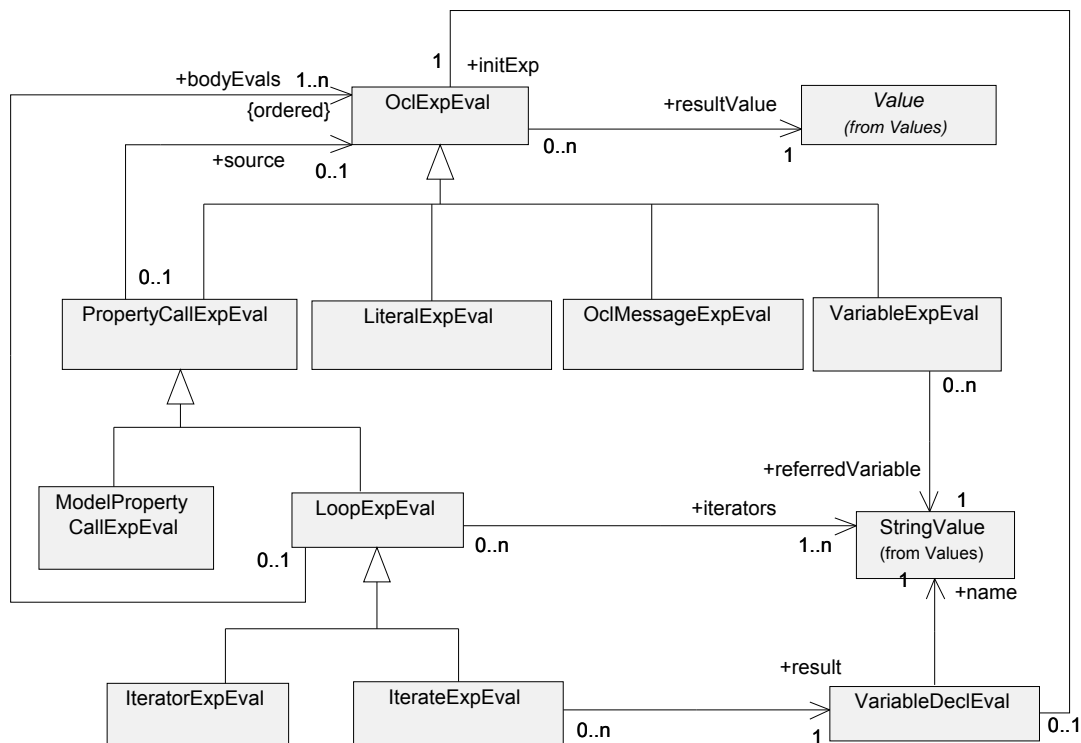 1
+initExp
+bodyEvals 1..n
{ordered}
OclExpEval
+resultValue
Value
(from Values)
+source
0..1
0..n
1
0..1
PropertyCallExpEval
LiteralExpEval
OclMessageExpEval
VariableExpEval
0..n
+referredVariable
1
ModelProperty
CallExpEval
LoopExpEval
+iterators
StringValue
(from Values)
0..1
0..n
1..n
1
+name
+result
IteratorExpEval
IterateExpEval
VariableDeclEval
0..n
1
0..1